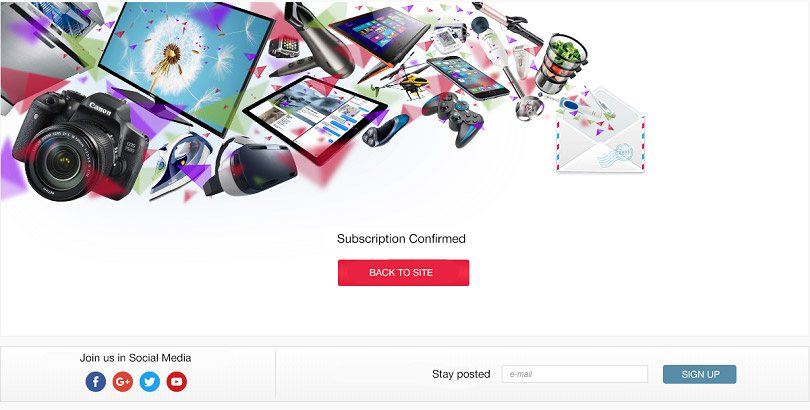 Canon
Subscription Confirmed
BACK TO SITE
Join us in Social Media
Stay posted
e-mail
SIGN UP